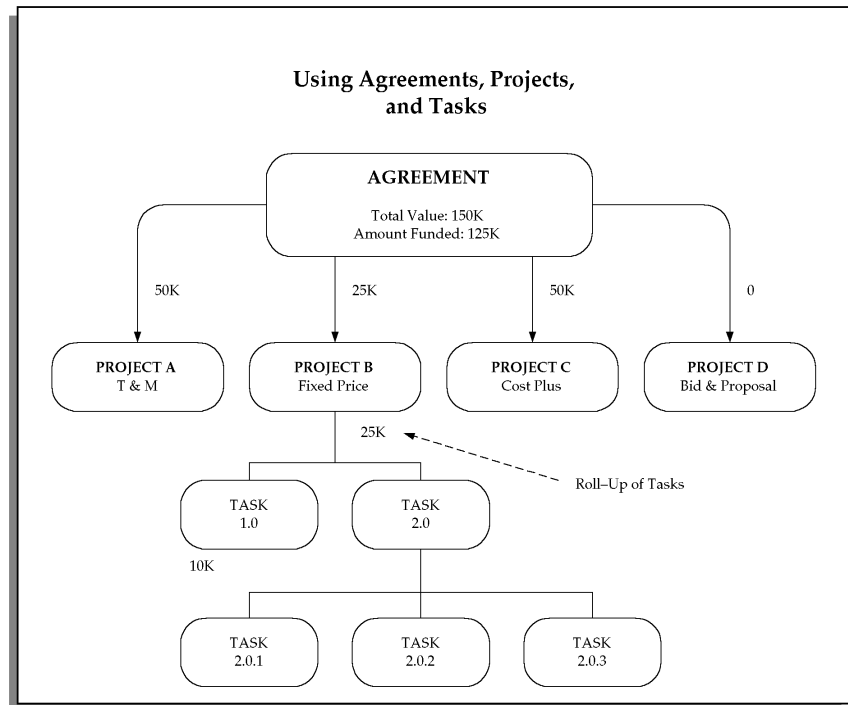 Using Agreements, Projects,
and Tasks
AGREEMENT
Total Value: 150K
Amount Funded: 125K
50K
25K
50K
0
PROJECT A
T & M
PROJECT B
Fixed Price
PROJECT C
Cost Plus
PROJECT D
Bid & Proposal
25K
Roll–Up of Tasks
TASK
1.0
TASK
2.0
10K
TASK
2.0.1
TASK
2.0.2
TASK
2.0.3